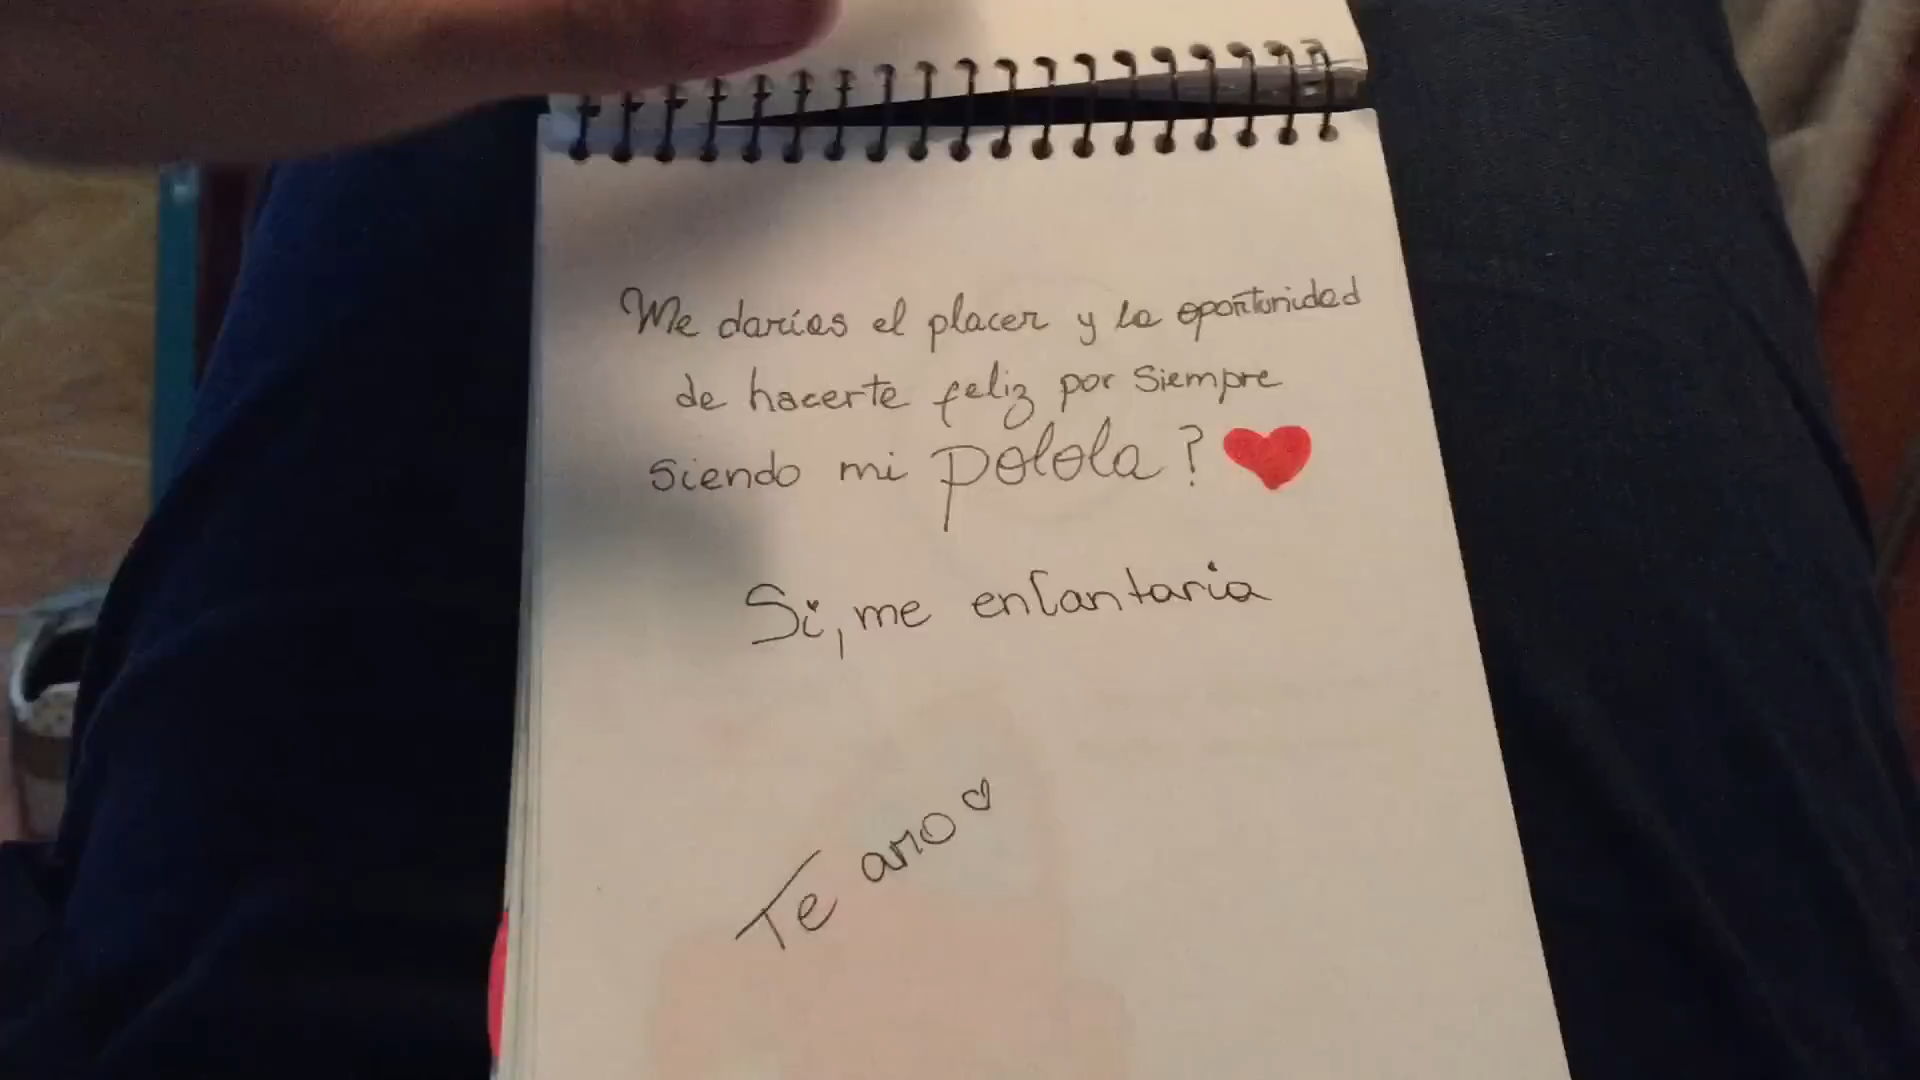 Me darías el placer y la oportunidad
de hacerte feliz por siempre
siendo mi polola? ❤
Si, me encantaria
Te amo ♡